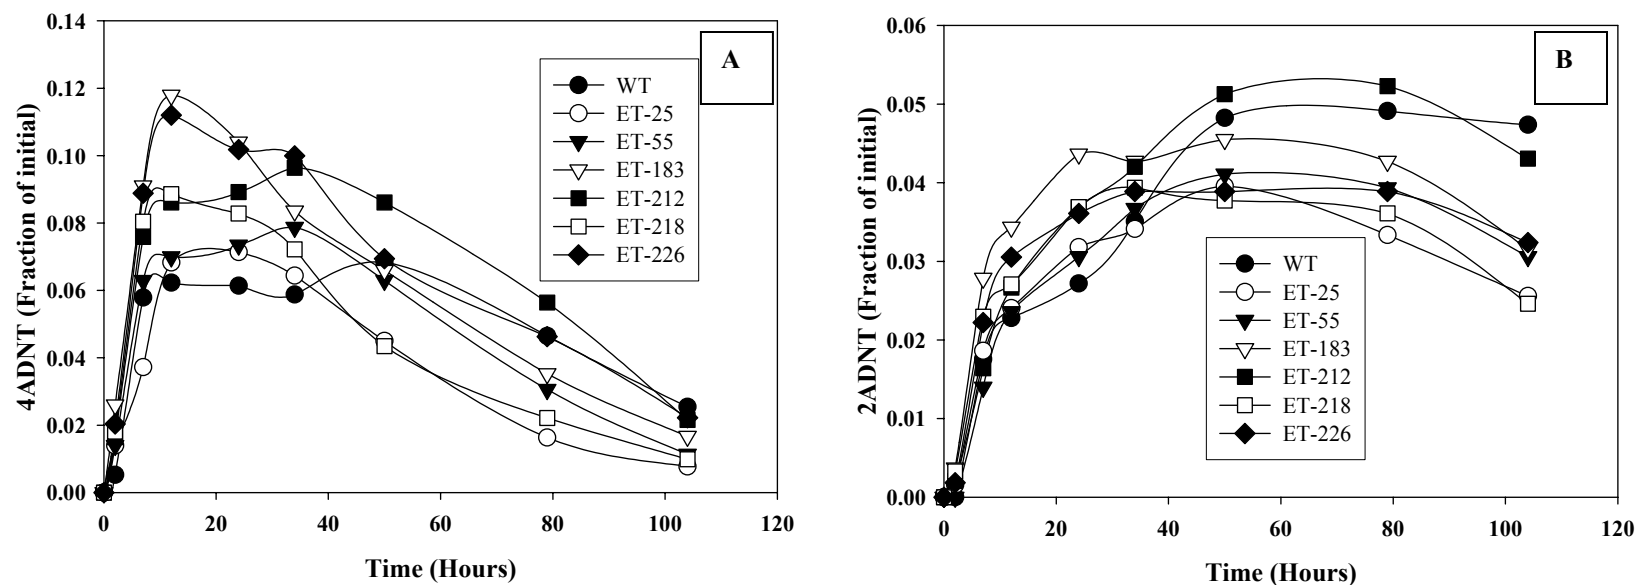 A
4ADNT (Fraction of initial)
0.14
0.12
0.10
0.08
0.06
0.04
0.02
0.00
WT
ET-25
ET-55
ET-183
ET-212
ET-218
ET-226
0 20 40 60 80 100 120
Time (Hours)
B
2ADNT (Fraction of initial)
0.06
0.05
0.04
0.03
0.02
0.01
0.00
WT
ET-25
ET-55
ET-183
ET-212
ET-218
ET-226
0 20 40 60 80 100 120
Time (Hours)